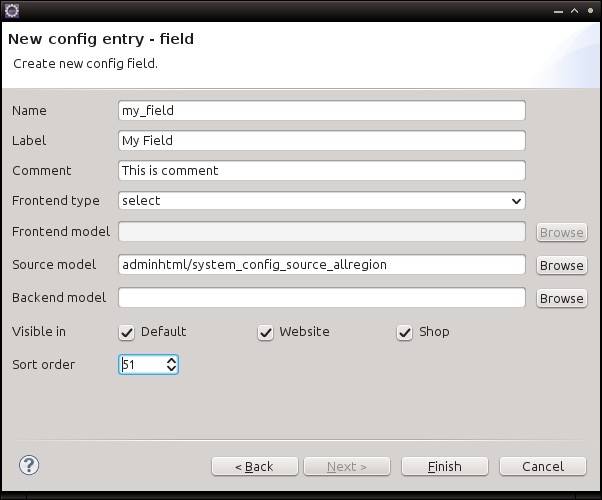 New config entry - field
Create new config field.
Name my_field
Label My Field
Comment This is comment
Frontend type select
Frontend model Browse
Source model adminhtml/system_config_source_allregion Browse
Backend model Browse
Visible in Default Website Shop
Sort order 51
? < Back Next > Finish Cancel